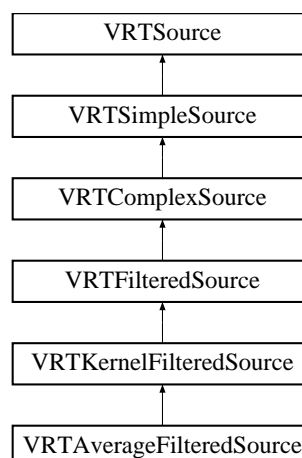 VRTSource
VRTSimpleSource
VRTComplexSource
VRTFilteredSource
VRTKernelFilteredSource
VRTAverageFilteredSource